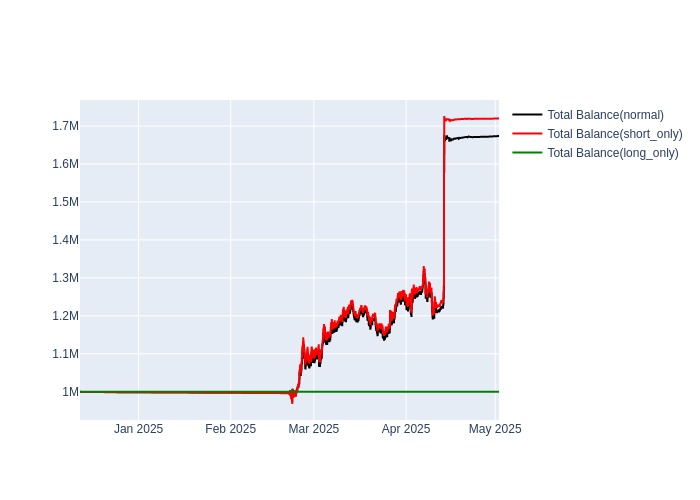 1.7M
1.6M
1.5M
1.4M
1.3M
1.2M
1.1M
1M
Jan 2025 Feb 2025 Mar 2025 Apr 2025 May 2025
Total Balance(normal)
Total Balance(short_only)
Total Balance(long_only)